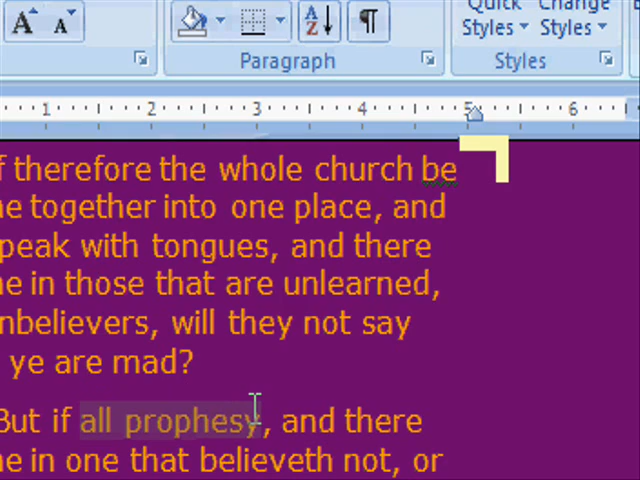 A A A Z ¶ Quick Change
Styles Styles
Paragraph Styles
1 2 3 4 5 6
f therefore the whole church be
ne together into one place, and
peak with tongues, and there
ne in those that are unlearned,
nbelievers, will they not say
ye are mad?
But if all prophesy, and there
ne in one that believeth not, or